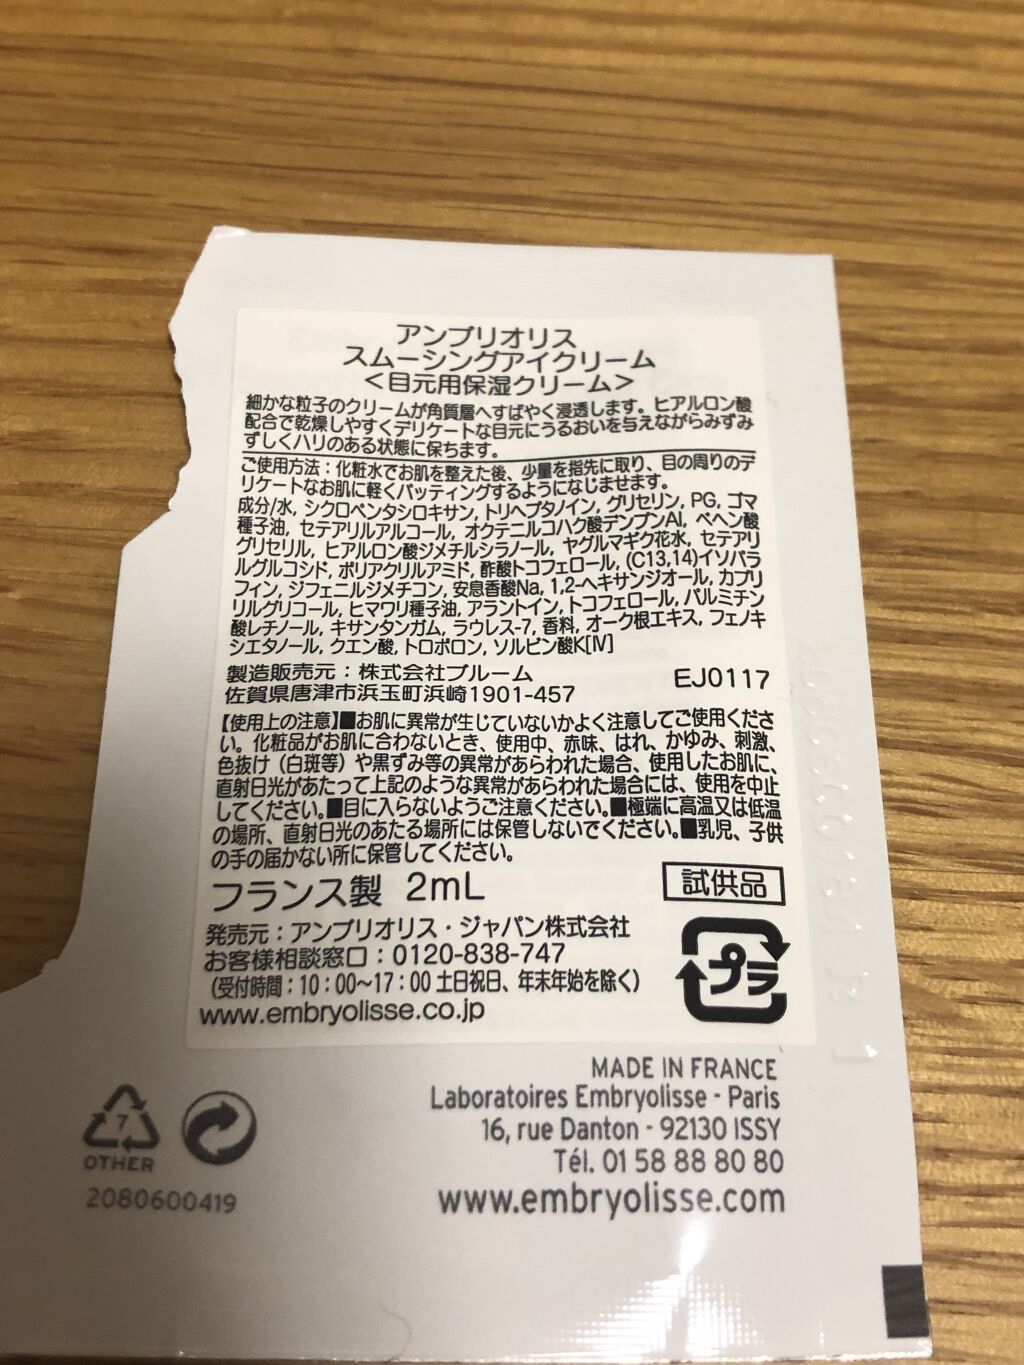 アンブリオリス
スムーシングアイクリーム
<目元用保湿クリーム>
細かな粒子のクリームが角質層へすばやく浸透します。ヒアルロン酸
配合で乾燥しやすくデリケートな目元にうるおいを与えながらみずみ
ずしくハリのある状態に保ちます。
ご使用方法：化粧水でお肌を整えた後、少量を指先に取り、目の周りのデ
リケートなお肌に軽くパッティングするようになじませます。
成分/水, シクロペンタシロキサン, トリヘプタノイン, グリセリン, PG, ゴマ
種子油, セテアリルアルコール, オクテニルコハク酸デンプンAl, ベヘン酸
グリセリル, ヒアルロン酸ジメチルシラノール, ヤグルマギク花水, セテアリ
ルグルコシド, ポリアクリルアミド, 酢酸トコフェロール, (C13,14)イソパラ
フィン, ジフェニルジメチコン, 安息香酸Na, 1,2-ヘキサンジオール, カプリ
リルグリコール, ヒマワリ種子油, アラントイン, トコフェロール, パルミチン
酸レチノール, キサンタンガム, ラウレス-7, 香料, オーク根エキス, フェノキ
シエタノール, クエン酸, トロポロン, ソルビン酸K[Ⅳ]
製造販売元：株式会社ブルーム EJ0117
佐賀県唐津市浜玉町浜崎1901-457
【使用上の注意】■お肌に異常が生じていないかよく注意してご使用くださ
い。化粧品がお肌に合わないとき、使用中、赤味、はれ、かゆみ、刺激、
色抜け（白斑等）や黒ずみ等の異常があらわれた場合、使用したお肌に、
直射日光があたって上記のような異常があらわれた場合には、使用を中止
してください。■目に入らないようご注意ください。■極端に高温又は低温
の場所、直射日光のあたる場所には保管しないでください。■乳児、子供
の手の届かない所に保管してください。
フランス製 2mL 試供品
発売元：アンブリオリス・ジャパン株式会社
お客様相談窓口：0120-838-747
（受付時間：10：00〜17：00 土日祝日、年末年始を除く）
www.embryolisse.co.jp
プラ
MADE IN FRANCE
Laboratoires Embryolisse - Paris
16, rue Danton - 92130 ISSY
Tél. 01 58 88 80 80
www.embryolisse.com
7
OTHER
2080600419